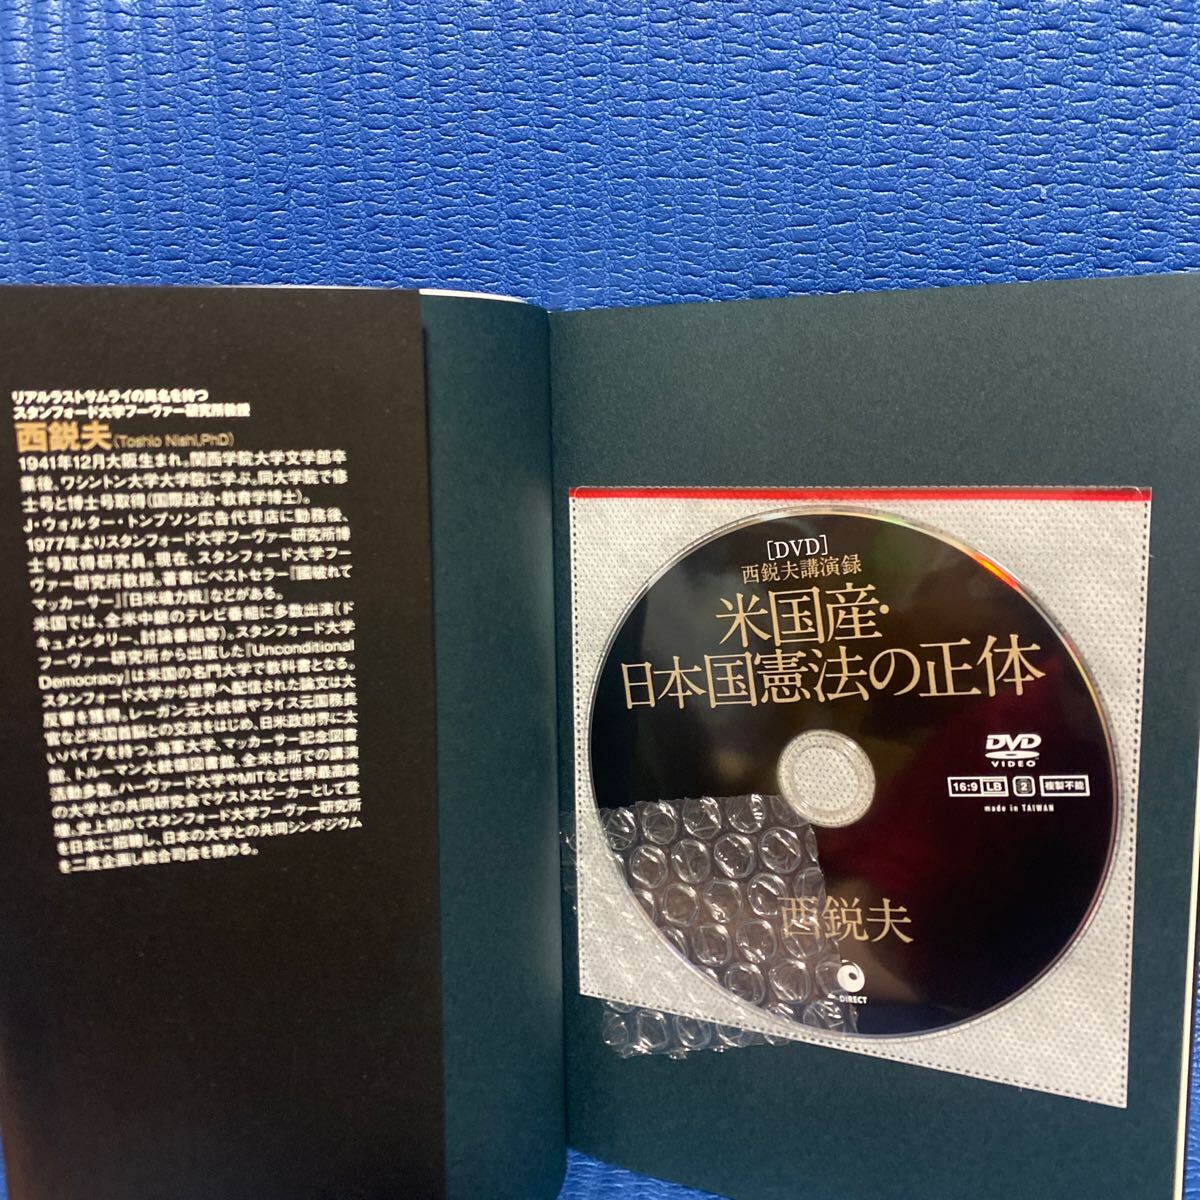 リアルラストサムライの異名を持つ
スタンフォード大学フーヴァー研究所教授
西鋭夫(Toshio Nishi,PhD)
1941年12月大阪生まれ。関西学院大学文学部卒
業後、ワシントン大学大学院に学ぶ。同大学院で修
士号と博士号取得(国際政治・教育学博士)。
J・ウォルター・トンプソン広告代理店に勤務後、
1977年よりスタンフォード大学フーヴァー研究所博
士号取得研究員。現在、スタンフォード大学フー
ヴァー研究所教授。著書にベストセラー『國破れて
マッカーサー』『日米魂力戦』などがある。
米国では、全米中継のテレビ番組に多数出演(ド
キュメンタリー、討論番組等)。スタンフォード大学
フーヴァー研究所から出版した『Unconditional
Democracy』は米国の名門大学で教科書となる。
スタンフォード大学から世界へ配信された論文は大
反響を獲得。レーガン元大統領やライス元国務長
官など米国首脳との交流をはじめ、日米政財界に太
いパイプを持つ。海軍大学、マッカーサー記念図書
館、トルーマン大統領図書館、全米各所での講演
活動多数。ハーヴァード大学やMITなど世界最高峰
の大学との共同研究会でゲストスピーカーとして登
壇。史上初めてスタンフォード大学フーヴァー研究所
を日本に招聘し、日本の大学との共同シンポジウム
を二度企画し総合司会を務める。
[DVD]
西鋭夫講演録
米国産・
日本国憲法の正体
DVD
VIDEO
16:9 LB 2 複製不能
made in TAIWAN
西鋭夫
DIRECT